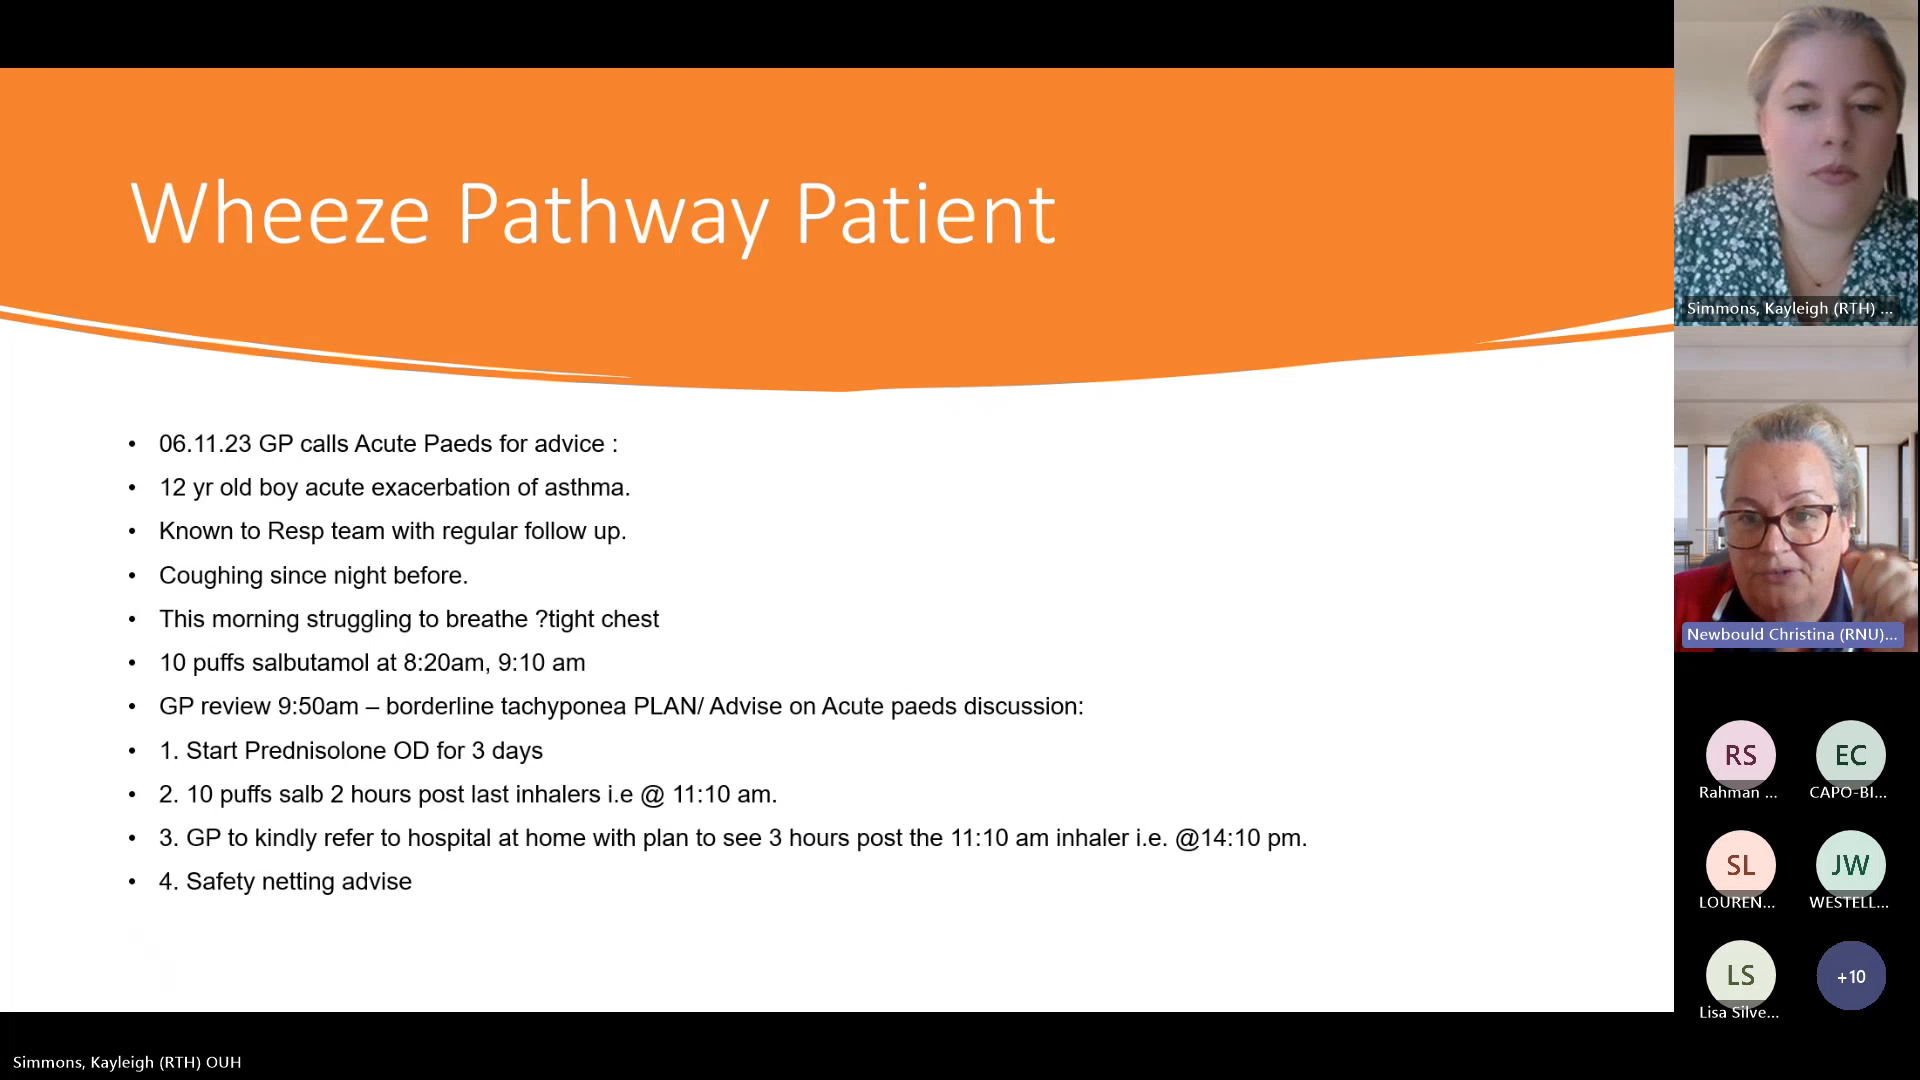 Wheeze Pathway Patient
• 06.11.23 GP calls Acute Paeds for advice :
• 12 yr old boy acute exacerbation of asthma.
• Known to Resp team with regular follow up.
• Coughing since night before.
• This morning struggling to breathe ?tight chest
• 10 puffs salbutamol at 8:20am, 9:10 am
• GP review 9:50am – borderline tachyponea PLAN/ Advise on Acute paeds discussion:
• 1. Start Prednisolone OD for 3 days
• 2. 10 puffs salb 2 hours post last inhalers i.e @ 11:10 am.
• 3. GP to kindly refer to hospital at home with plan to see 3 hours post the 11:10 am inhaler i.e. @14:10 pm.
• 4. Safety netting advise
Simmons, Kayleigh (RTH) ...
Newbould Christina (RNU)...
RS
Rahman ...
EC
CAPO-BI...
SL
LOUREN...
JW
WESTELL...
LS
Lisa Silve...
+10
Simmons, Kayleigh (RTH) OUH